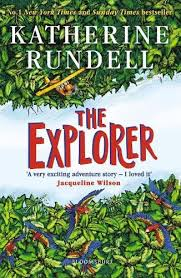 KATHERINE
RUNDELL
No. 1 New York Times and Sunday Times bestseller
THE
EXPLORER
'A very exciting adventure story – I loved it'
Jacqueline Wilson
BLOOMSBURY